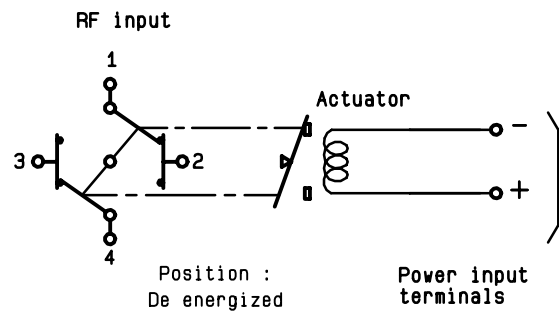 RF input
1
Actuator
−
3
2
+
4
Position :
De energized
Power input
terminals